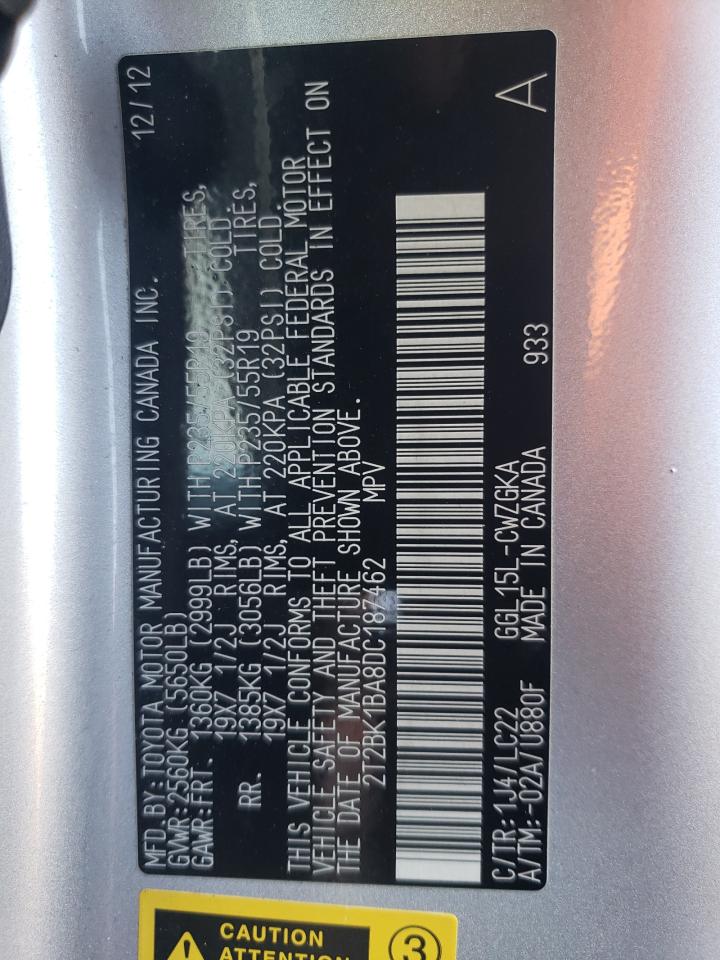 MFD. BY: TOYOTA MOTOR MANUFACTURING CANADA INC. 12/12
GVWR: 2560KG (5650LB)
GAWR: FRT. 1360KG (2999LB) WITH P235/55R19 TIRES,
19X7 1/2J RIMS, AT 220KPA (32PSI) COLD.
RR. 1385KG (3056LB) WITH P235/55R19 TIRES,
19X7 1/2J RIMS, AT 220KPA (32PSI) COLD.
THIS VEHICLE CONFORMS TO ALL APPLICABLE FEDERAL MOTOR
VEHICLE SAFETY AND THEFT PREVENTION STANDARDS IN EFFECT ON
THE DATE OF MANUFACTURE SHOWN ABOVE.
2T2BK1BA8DC187462 MPV
C/TR: 1J4/LC22 GGL15L-CWZGKA 933 A
A/TM: -02A/U880F MADE IN CANADA
CAUTION
ATTENTION
3